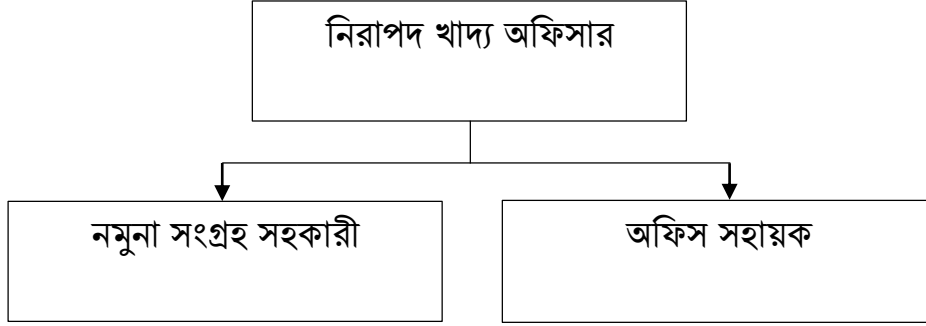 নিরাপদ খাদ্য অফিসার
নমুনা সংগ্রহ সহকারী
অফিস সহায়ক